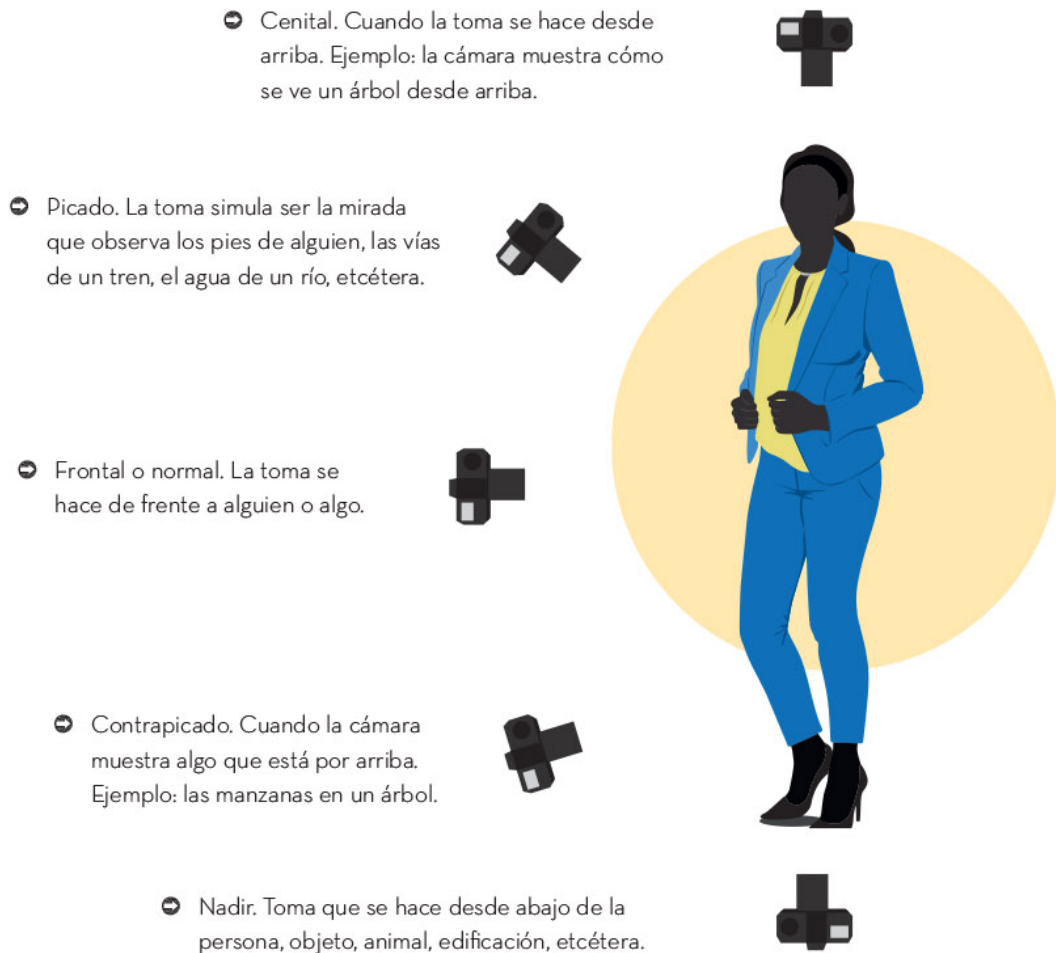 ➲ Cenital. Cuando la toma se hace desde
arriba. Ejemplo: la cámara muestra cómo
se ve un árbol desde arriba.
➲ Picado. La toma simula ser la mirada
que observa los pies de alguien, las vías
de un tren, el agua de un río, etcétera.
➲ Frontal o normal. La toma se
hace de frente a alguien o algo.
➲ Contrapicado. Cuando la cámara
muestra algo que está por arriba.
Ejemplo: las manzanas en un árbol.
➲ Nadir. Toma que se hace desde abajo de la
persona, objeto, animal, edificación, etcétera.